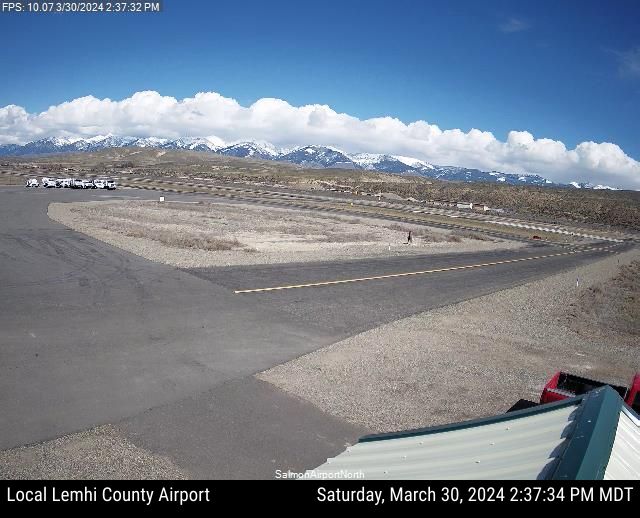 FPS: 10.07 3/30/2024 2:37:32 PM
SalmonAirportNorth
Local Lemhi County Airport Saturday, March 30, 2024 2:37:34 PM MDT